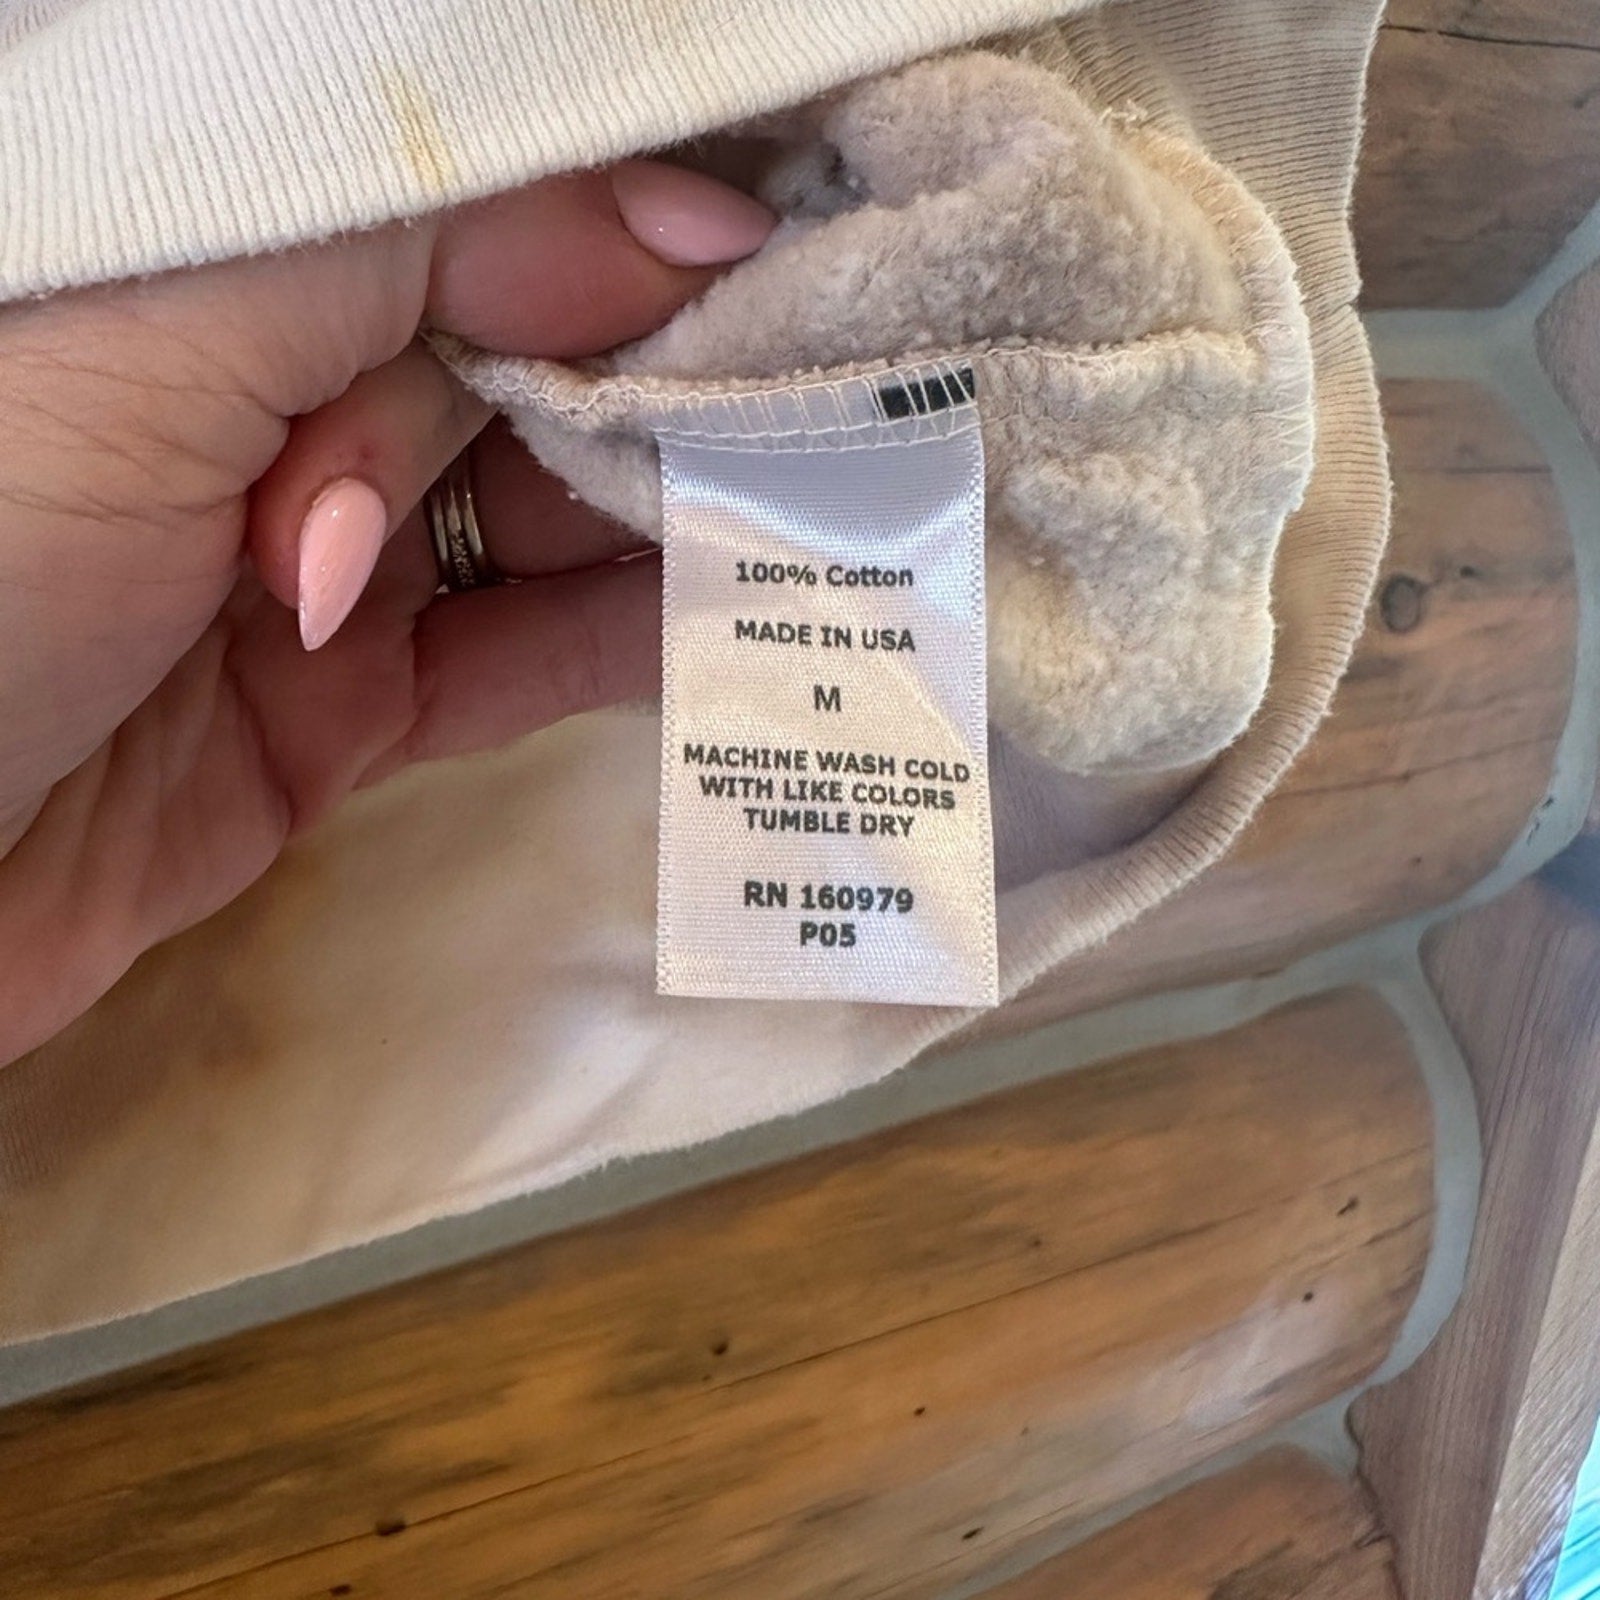 100% Cotton
MADE IN USA
M
MACHINE WASH COLD
WITH LIKE COLORS
TUMBLE DRY
RN 160979
P05